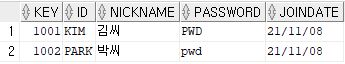 KEY ID NICKNAME PASSWORD JOINDATE
1 1001 KIM 김씨 PWD 21/11/08
2 1002 PARK 박씨 pwd 21/11/08